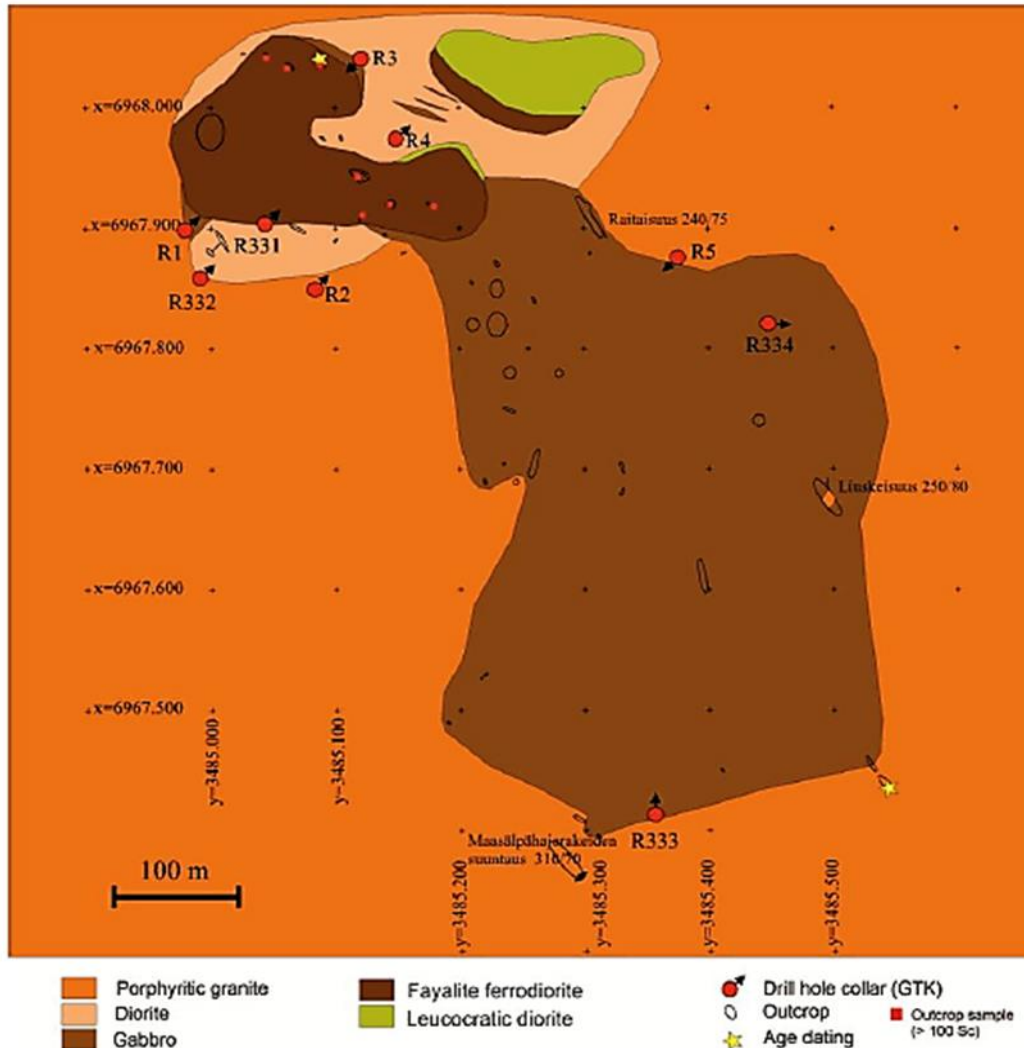 R3
x=6968.000
R4
x=6967.900
Raitaisuus 240/75
R1
R331
R5
R332
R2
R334
x=6967.800
x=6967.700
Liuskeisuus 250/80
x=6967.600
x=6967.500
y=3485.000
y=3485.100
Maasälpähajarakeiden
suuntaus 310/70
R333
100 m
y=3485.200
y=3485.300
y=3485.400
y=3485.500
Porphyritic granite
Diorite
Gabbro
Fayalite ferrodiorite
Leucocratic diorite
Drill hole collar (GTK)
Outcrop
Age dating
Outcrop sample
(> 100 Sc)